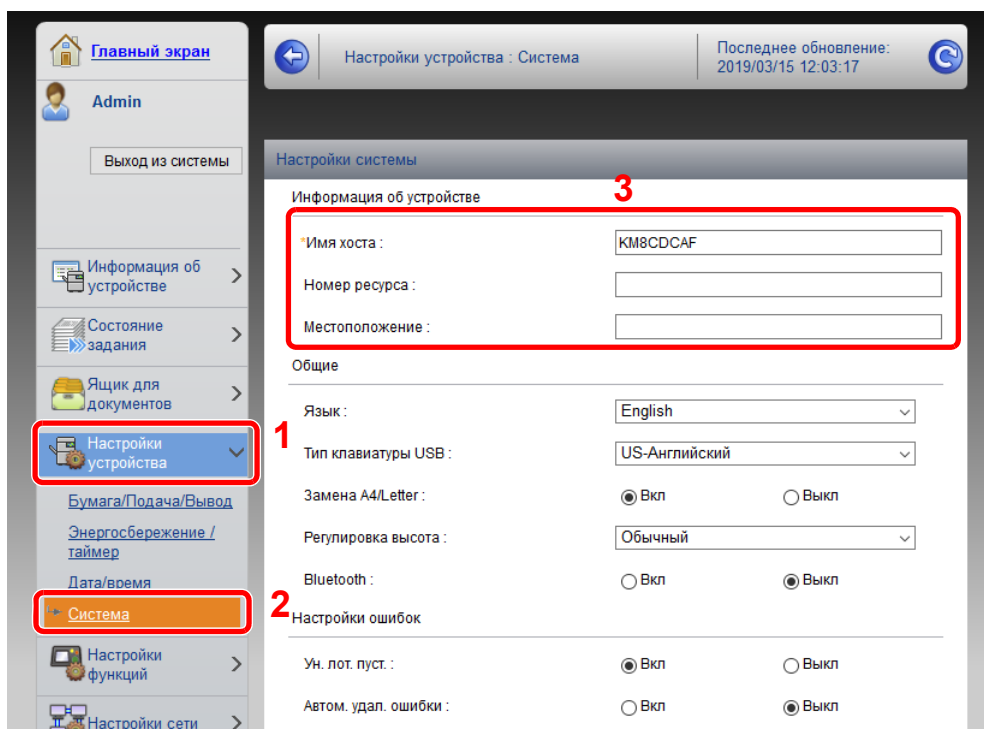 Главный экран
Admin
Выход из системы
Информация об
устройстве
Состояние
задания
Ящик для
документов
1
Настройки
устройства
Бумага/Подача/Вывод
Энергосбережение /
таймер
Дата/время
2
Система
Настройки
функций
Настройки сети
Настройки устройства : Система
Последнее обновление:
2019/03/15 12:03:17
Настройки системы
Информация об устройстве
3
*Имя хоста : KM8CDCAF
Номер ресурса :
Местоположение :
Общие
Язык : English
Тип клавиатуры USB : US-Английский
Замена A4/Letter : Вкл Выкл
Регулировка высота : Обычный
Bluetooth : Вкл Выкл
Настройки ошибок
Ун. лот. пуст. : Вкл Выкл
Автом. удал. ошибки : Вкл Выкл